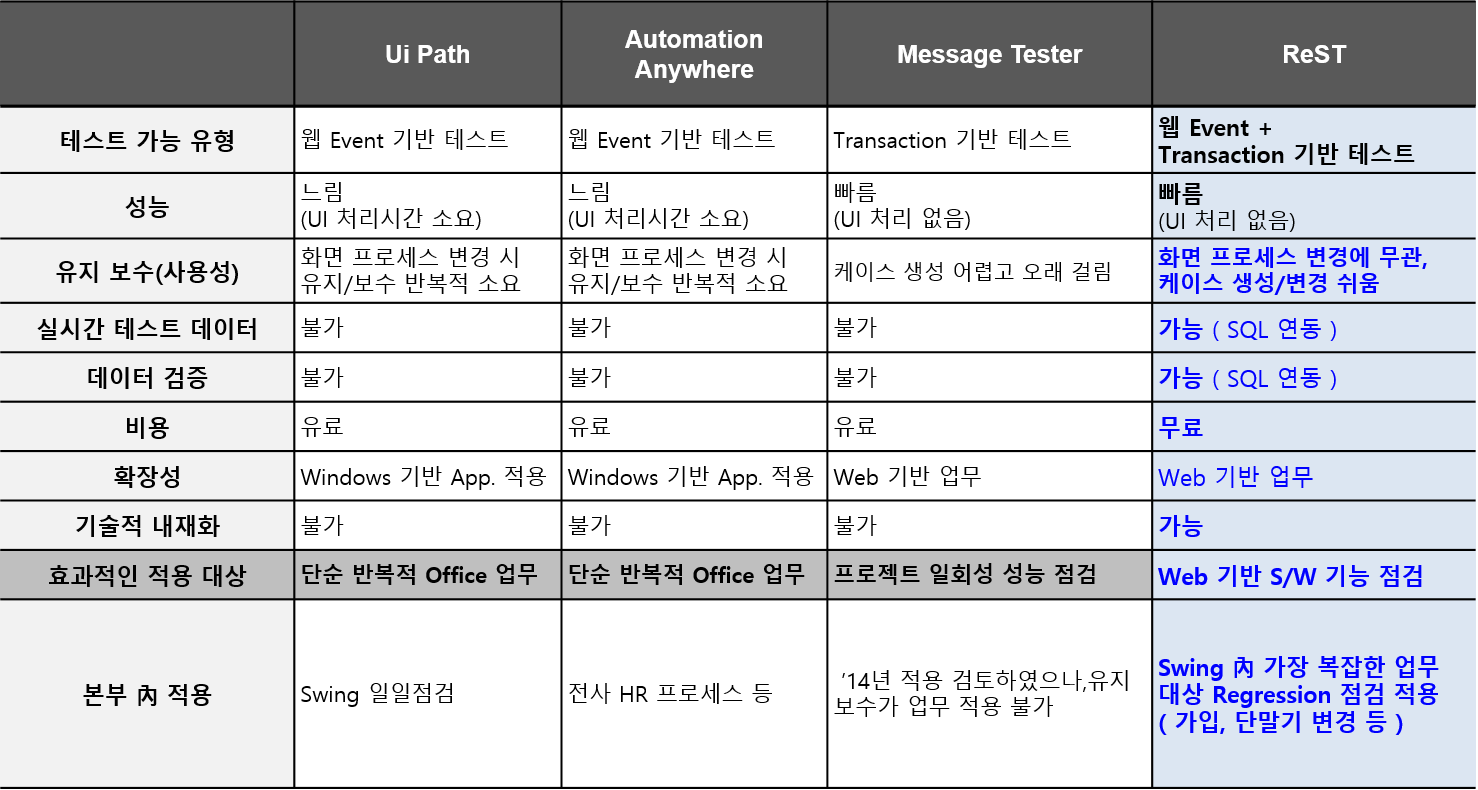 Ui Path
Automation
Anywhere
Message Tester
ReST
테스트 가능 유형
웹 Event 기반 테스트
웹 Event 기반 테스트
Transaction 기반 테스트
웹 Event +
Transaction 기반 테스트
성능
느림
(UI 처리시간 소요)
느림
(UI 처리시간 소요)
빠름
(UI 처리 없음)
빠름
(UI 처리 없음)
유지 보수(사용성)
화면 프로세스 변경 시
유지/보수 반복적 소요
화면 프로세스 변경 시
유지/보수 반복적 소요
케이스 생성 어렵고 오래 걸림
화면 프로세스 변경에 무관,
케이스 생성/변경 쉬움
실시간 테스트 데이터
불가
불가
불가
가능 ( SQL 연동 )
데이터 검증
불가
불가
불가
가능 ( SQL 연동 )
비용
유료
유료
유료
무료
확장성
Windows 기반 App. 적용
Windows 기반 App. 적용
Web 기반 업무
Web 기반 업무
기술적 내재화
불가
불가
불가
가능
효과적인 적용 대상
단순 반복적 Office 업무
단순 반복적 Office 업무
프로젝트 일회성 성능 점검
Web 기반 S/W 기능 점검
본부 內 적용
Swing 일일점검
전사 HR 프로세스 등
’14년 적용 검토하였으나,유지
보수가 업무 적용 불가
Swing 內 가장 복잡한 업무
대상 Regression 점검 적용
( 가입, 단말기 변경 등 )